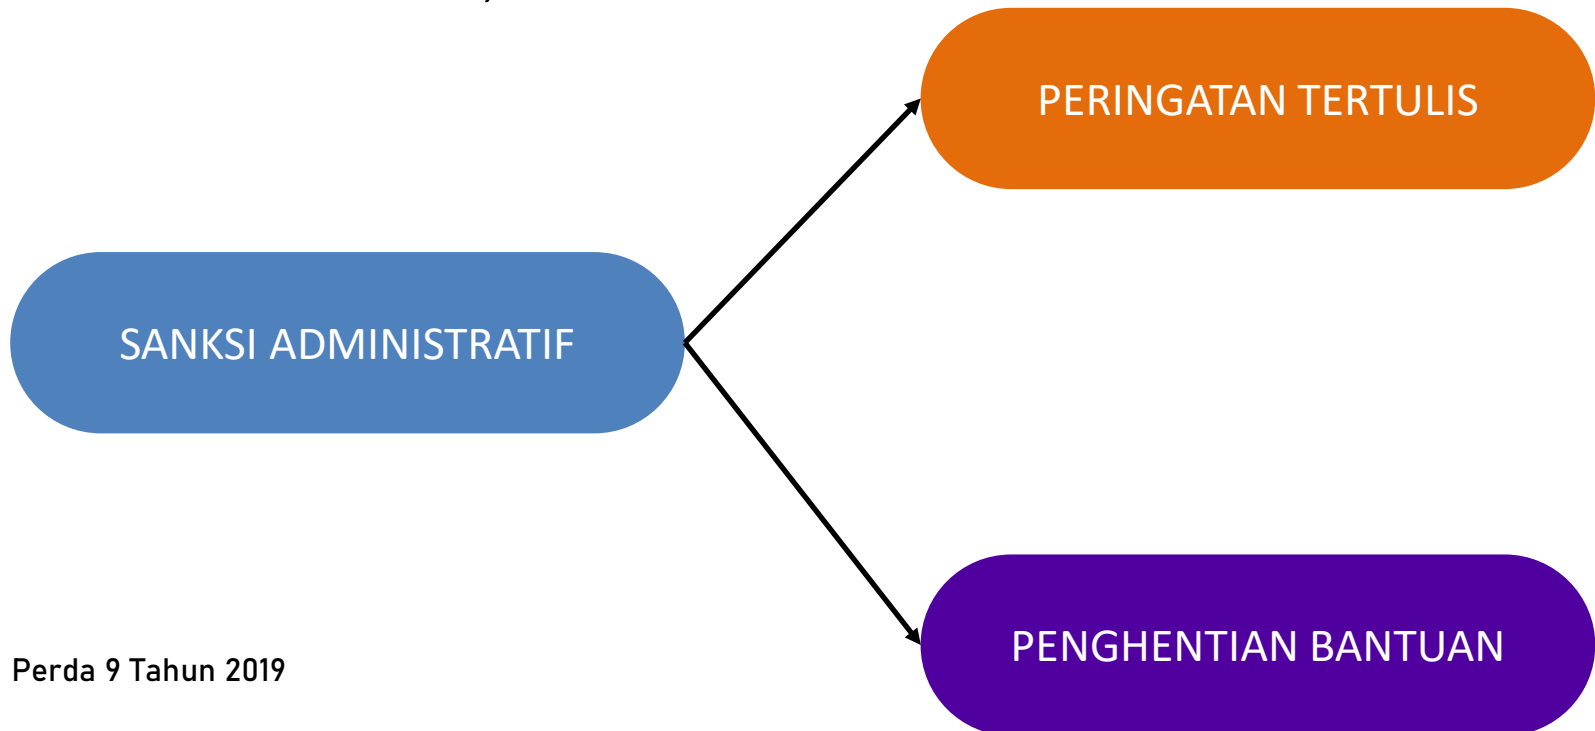 PERINGATAN TERTULIS
SANKSI ADMINISTRATIF
PENGHENTIAN BANTUAN
Perda 9 Tahun 2019